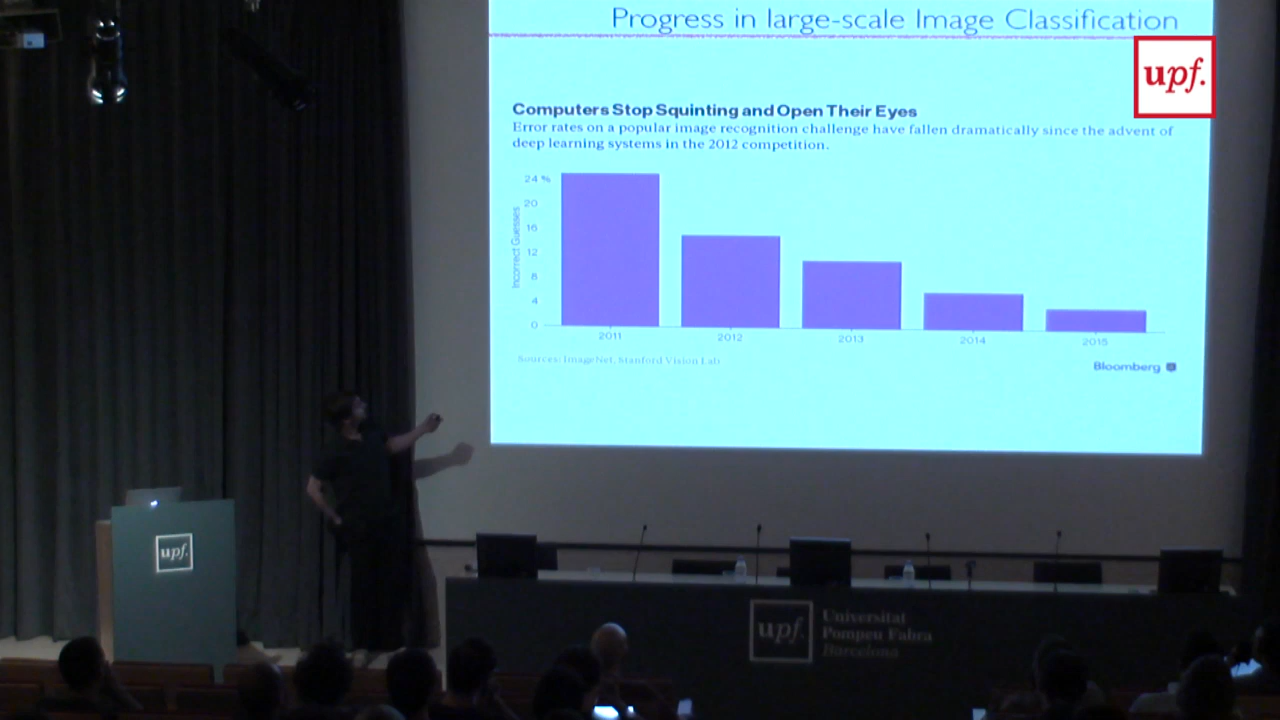 Progress in large-scale Image Classification
upf.
Computers Stop Squinting and Open Their Eyes
Error rates on a popular image recognition challenge have fallen dramatically since the advent of
deep learning systems in the 2012 competition.
24 %
20
16
12
8
4
0
Incorrect Guesses
2011 2012 2013 2014 2015
Sources: ImageNet, Stanford Vision Lab
Bloomberg
upf.
upf.
Universitat
Pompeu Fabra
Barcelona